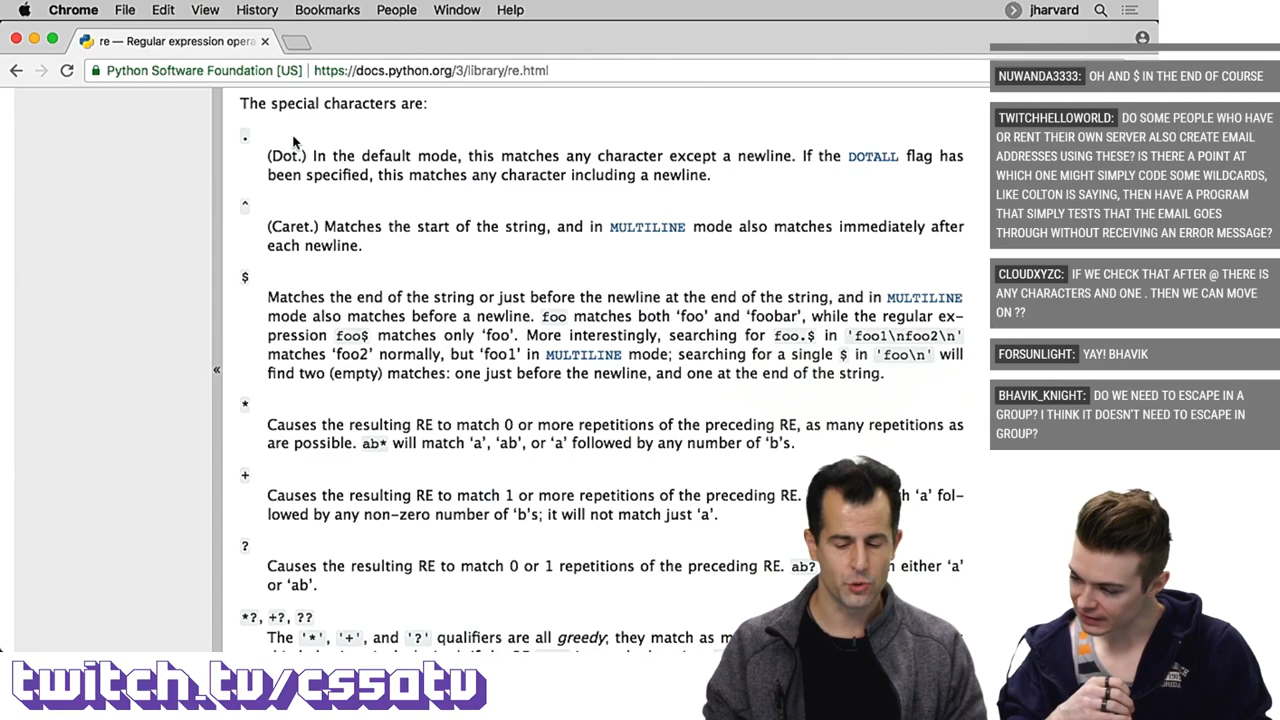 Chrome File Edit View History Bookmarks People Window Help jharvard
re — Regular expression opera
Python Software Foundation [US] https://docs.python.org/3/library/re.html
The special characters are:
.
(Dot.) In the default mode, this matches any character except a newline. If the DOTALL flag has
been specified, this matches any character including a newline.
^
(Caret.) Matches the start of the string, and in MULTILINE mode also matches immediately after
each newline.
$
Matches the end of the string or just before the newline at the end of the string, and in MULTILINE
mode also matches before a newline. foo matches both ‘foo’ and ‘foobar’, while the regular ex-
pression foo$ matches only ‘foo’. More interestingly, searching for foo.$ in 'foo1\nfoo2\n'
matches ‘foo2’ normally, but ‘foo1’ in MULTILINE mode; searching for a single $ in 'foo\n' will
find two (empty) matches: one just before the newline, and one at the end of the string.
*
Causes the resulting RE to match 0 or more repetitions of the preceding RE, as many repetitions as
are possible. ab* will match ‘a’, ‘ab’, or ‘a’ followed by any number of ‘b’s.
+
Causes the resulting RE to match 1 or more repetitions of the preceding RE. ‘a’ fol-
lowed by any non-zero number of ‘b’s; it will not match just ‘a’.
?
Causes the resulting RE to match 0 or 1 repetitions of the preceding RE. ab? either ‘a’
or ‘ab’.
*?, +?, ??
The '*', '+', and '?' qualifiers are all greedy; they match as
«
NUWANDA3333: OH AND $ IN THE END OF COURSE
TWITCHHELLOWORLD: DO SOME PEOPLE WHO HAVE
OR RENT THEIR OWN SERVER ALSO CREATE EMAIL
ADDRESSES USING THESE? IS THERE A POINT AT
WHICH ONE MIGHT SIMPLY CODE SOME WILDCARDS,
LIKE COLTON IS SAYING, THEN HAVE A PROGRAM
THAT SIMPLY TESTS THAT THE EMAIL GOES
THROUGH WITHOUT RECEIVING AN ERROR MESSAGE?
CLOUDXYZC: IF WE CHECK THAT AFTER @ THERE IS
ANY CHARACTERS AND ONE . THEN WE CAN MOVE
ON ??
FORSUNLIGHT: YAY! BHAVIK
BHAVIK_KNIGHT: DO WE NEED TO ESCAPE IN A
GROUP? I THINK IT DOESN'T NEED TO ESCAPE IN
GROUP?
twitch.tv/cs50tv